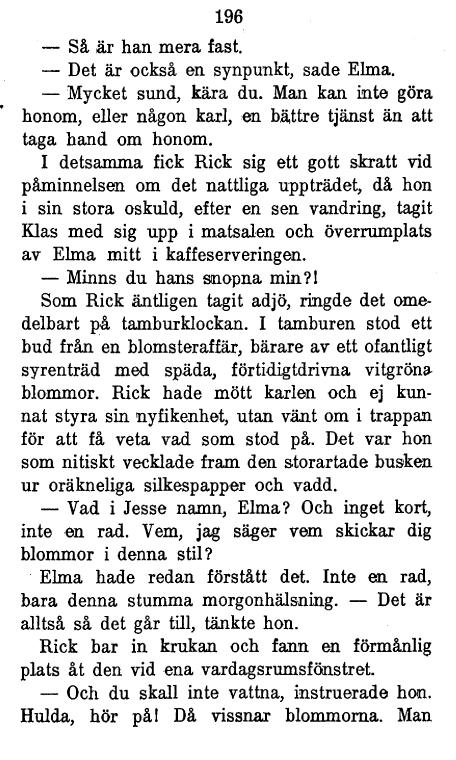 196
— Så är han mera fast.
— Det är också en synpunkt, sade Elma.
— Mycket sund, kära du. Man kan inte göra
honom, eller någon karl, en bättre tjänst än att
taga hand om honom.
I detsamma fick Rick sig ett gott skratt vid
påminnelsen om det nattliga uppträdet, då hon
i sin stora oskuld, efter en sen vandring, tagit
Klas med sig upp i matsalen och överrumplats
av Elma mitt i kaffeserveringen.
— Minns du hans snopna min?!
Som Rick äntligen tagit adjö, ringde det ome-
delbart på tamburklockan. I tamburen stod ett
bud från en blomsteraffär, bärare av ett ofantligt
syrenträd med späda, förtidigtdrivna vitgröna
blommor. Rick hade mött karlen och ej kun-
nat styra sin nyfikenhet, utan vänt om i trappan
för att få veta vad som stod på. Det var hon
som nitiskt vecklade fram den storartade busken
ur oräkneliga silkespapper och vadd.
— Vad i Jesse namn, Elma? Och inget kort,
inte en rad. Vem, jag säger vem skickar dig
blommor i denna stil?
Elma hade redan förstått det. Inte en rad,
bara denna stumma morgonhälsning. — Det är
alltså så det går till, tänkte hon.
Rick bar in krukan och fann en förmånlig
plats åt den vid ena vardagsrumsfönstret.
— Och du skall inte vattna, instruerade hon.
Hulda, hör på! Då vissnar blommorna. Man